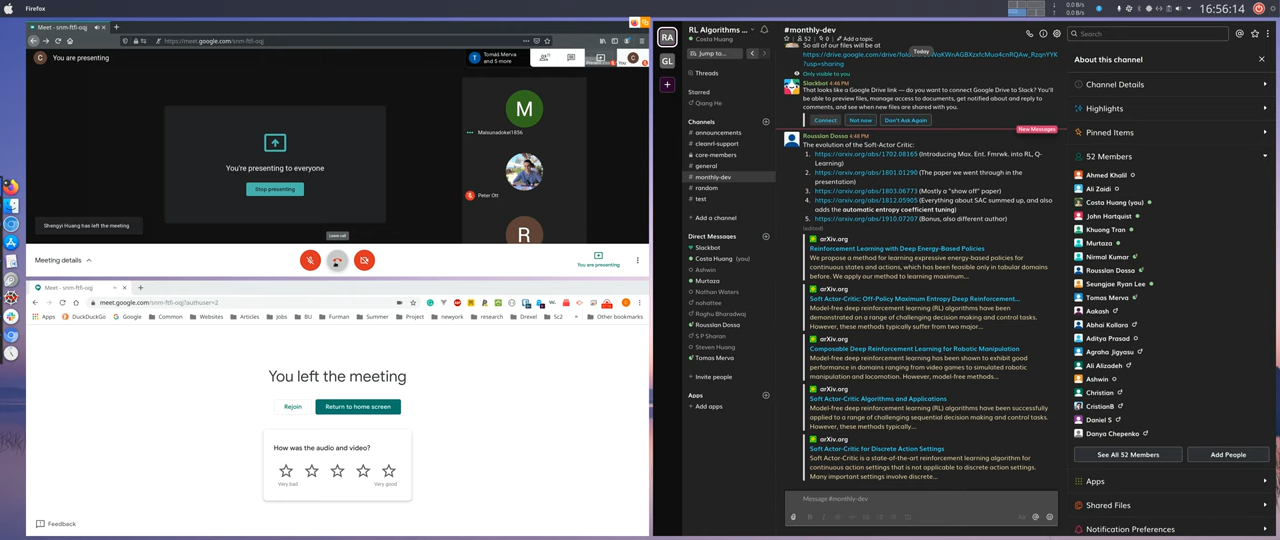 Firefox
0.0 B/s
0.0 B/s
16:56:14
Meet - snm-ftfi-oqj
https://meet.google.com/snm-ftfi-oqj
You are presenting
Tomáš Merva
and 5 more
You
You're presenting to everyone
Stop presenting
M
Maisunadokei1856
Peter Ott
R
Shengyi Huang has left the meeting
Leave call
Meeting details
You are presenting
Meet - snm-ftfi-oqj
meet.google.com/snm-ftfi-oqj?authuser=2
Apps
DuckDuckGo
Google
Common
Websites
Articles
Jobs
BU
Furman
Summer
Project
newyork
research
Drexel
Sc2
Other bookmarks
You left the meeting
Rejoin
Return to home screen
How was the audio and video?
Very bad
Very good
Feedback
RA
GL
RL Algorithms ...
Costa Huang
Jump to...
Threads
Starred
Qiang He
Channels
# announcements
# cleanrl-support
# core-members
# general
# monthly-dev
# random
# test
+ Add a channel
Direct Messages
Slackbot
Costa Huang (you)
Ashwin
Murtaza
Nathan Waters
nohattee
Raghu Bharadwaj
Rousslan Dossa
S P Sharan
Steven Huang
Tomas Merva
+ Invite people
Apps
+ Add apps
#monthly-dev
52
0
Add a topic
Search
Today
So all of our files will be at
?usp=sharing
Only visible to you
Slackbot 4:46 PM
That looks like a Google Drive link — do you want to connect Google Drive to Slack? You'll
be able to preview files, manage access to documents, get notified about and reply to
comments, and see when new files are shared with you.
Connect
Not now
Don't Ask Again
New Messages
Rousslan Dossa 4:48 PM
The evolution of the Soft-Actor Critic:
1. https://arxiv.org/abs/1702.08165 (Introducing Max. Ent. Fmrwk. into RL, Q-
Learning)
2. https://arxiv.org/abs/1801.01290 (The paper we went through in the
presentation)
3. https://arxiv.org/abs/1803.06773 (Mostly a "show off" paper)
4. https://arxiv.org/abs/1812.05905 (Everything about SAC summed up, and also
adds the automatic entropy coefficient tuning)
5. https://arxiv.org/abs/1910.07207 (Bonus, also different author)
(edited)
arXiv.org
Reinforcement Learning with Deep Energy-Based Policies
We propose a method for learning expressive energy-based policies for
continuous states and actions, which has been feasible only in tabular domains
before. We apply our method to learning maximum...
arXiv.org
Soft Actor-Critic: Off-Policy Maximum Entropy Deep Reinforcement...
Model-free deep reinforcement learning (RL) algorithms have been
demonstrated on a range of challenging decision making and control tasks.
However, these methods typically suffer from two major...
arXiv.org
Composable Deep Reinforcement Learning for Robotic Manipulation
Model-free deep reinforcement learning has been shown to exhibit good
performance in domains ranging from video games to simulated robotic
manipulation and locomotion. However, model-free methods...
arXiv.org
Soft Actor-Critic Algorithms and Applications
Model-free deep reinforcement learning (RL) algorithms have been successfully
applied to a range of challenging sequential decision making and control tasks.
However, these methods typically...
arXiv.org
Soft Actor-Critic for Discrete Action Settings
Soft Actor-Critic is a state-of-the-art reinforcement learning algorithm for
continuous action settings that is not applicable to discrete action settings.
Many important settings involve discrete...
Message #monthly-dev
Aa
About this channel
Channel Details
Highlights
Pinned Items
52 Members
Ahmed Khalil
Ali Zaidi
Costa Huang (you)
John Hartquist
Khuong Tran
Murtaza
Nirmal Kumar
Rousslan Dossa
Seungjae Ryan Lee
Tomas Merva
Aakash
Abhai Kollara
Aditya Prasad
Agraha Jigyasu
Ali Alizadeh
Ashwin
Christian
CristianB
Daniel S
Danya Chepenko
See All 52 Members
Add People
Apps
Shared Files
Notification Preferences